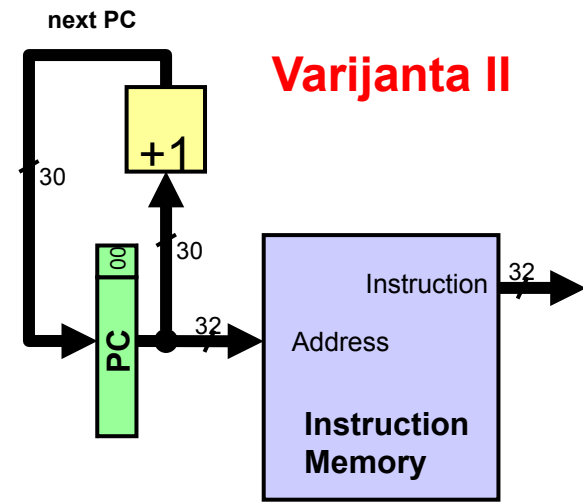 next PC
Varijanta II
+1
30
30
00
PC
32
Instruction
32
Address
Instruction
Memory